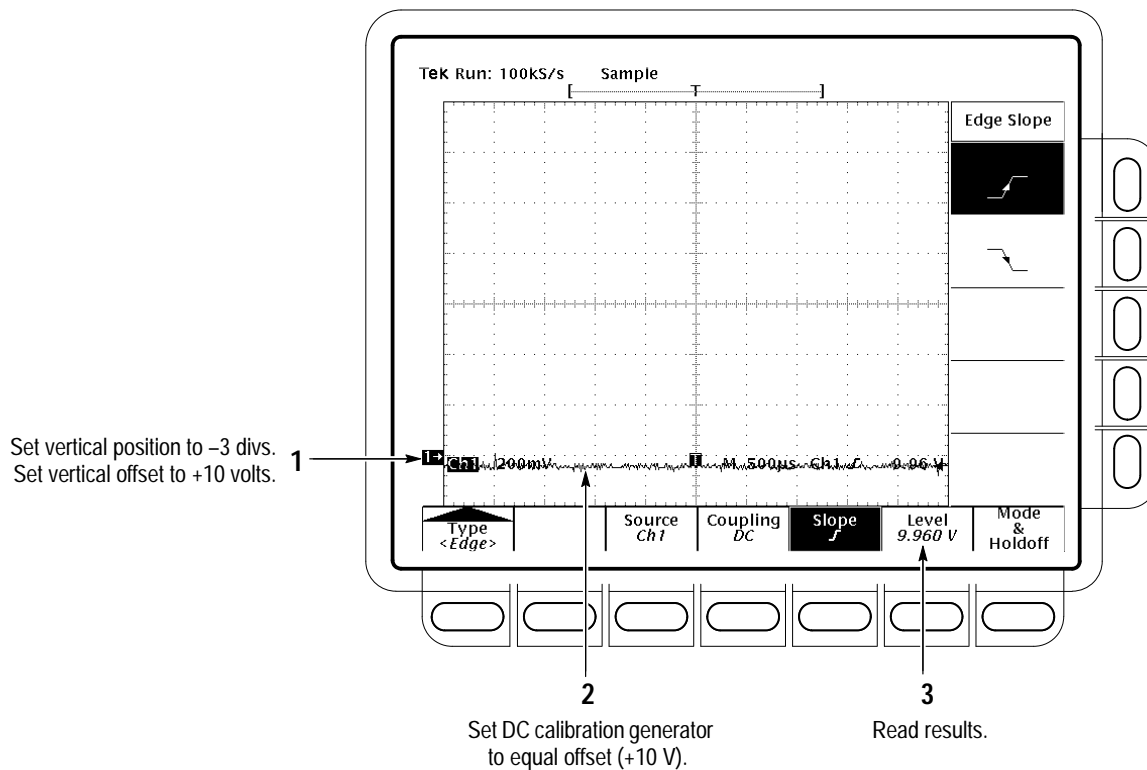 Tek Run: 100kS/s Sample
[ T ]
Edge Slope
Set vertical position to –3 divs.
Set vertical offset to +10 volts.
1
1→
Ch1 200mV T M 500µs Ch1 ƒ 9.96 V
Type
<Edge>
Source
Ch1
Coupling
DC
Slope
Level
9.960 V
Mode
&
Holdoff
2
Set DC calibration generator
to equal offset (+10 V).
3
Read results.